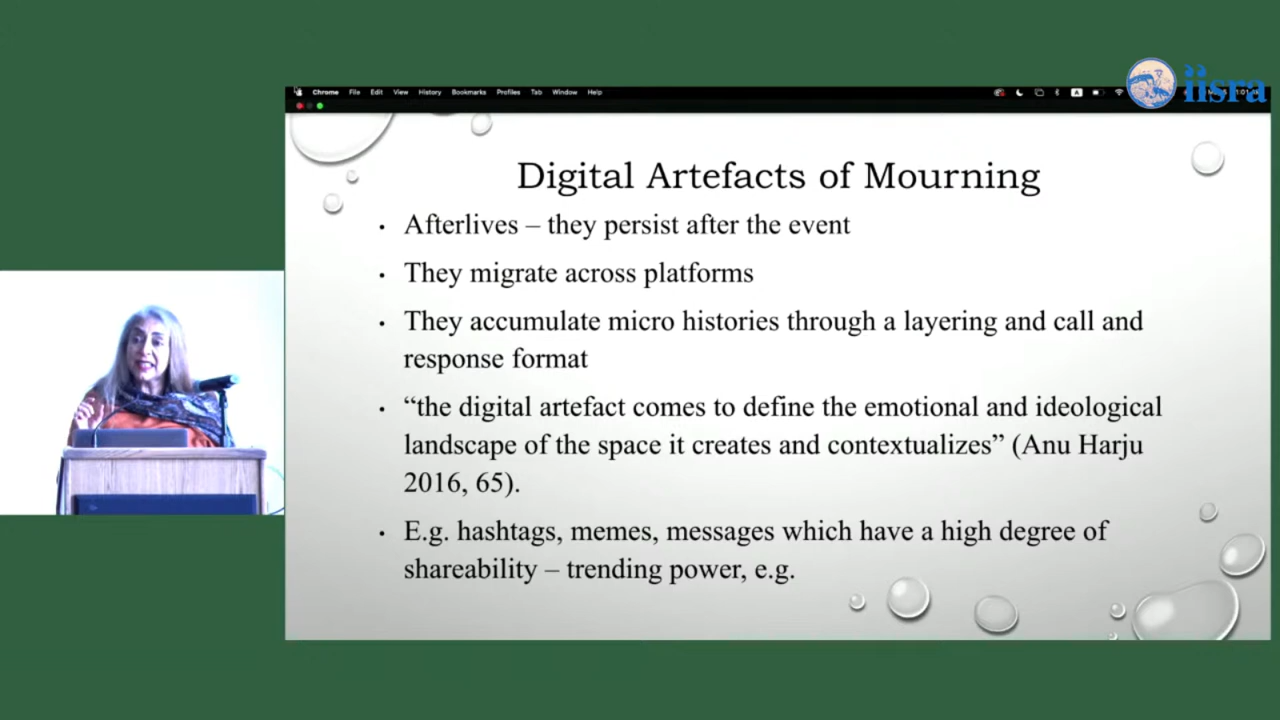 iisra
Chrome File Edit View History Bookmarks Profiles Tab Window Help
Digital Artefacts of Mourning
• Afterlives – they persist after the event
• They migrate across platforms
• They accumulate micro histories through a layering and call and
response format
• “the digital artefact comes to define the emotional and ideological
landscape of the space it creates and contextualizes” (Anu Harju
2016, 65).
• E.g. hashtags, memes, messages which have a high degree of
shareability – trending power, e.g.